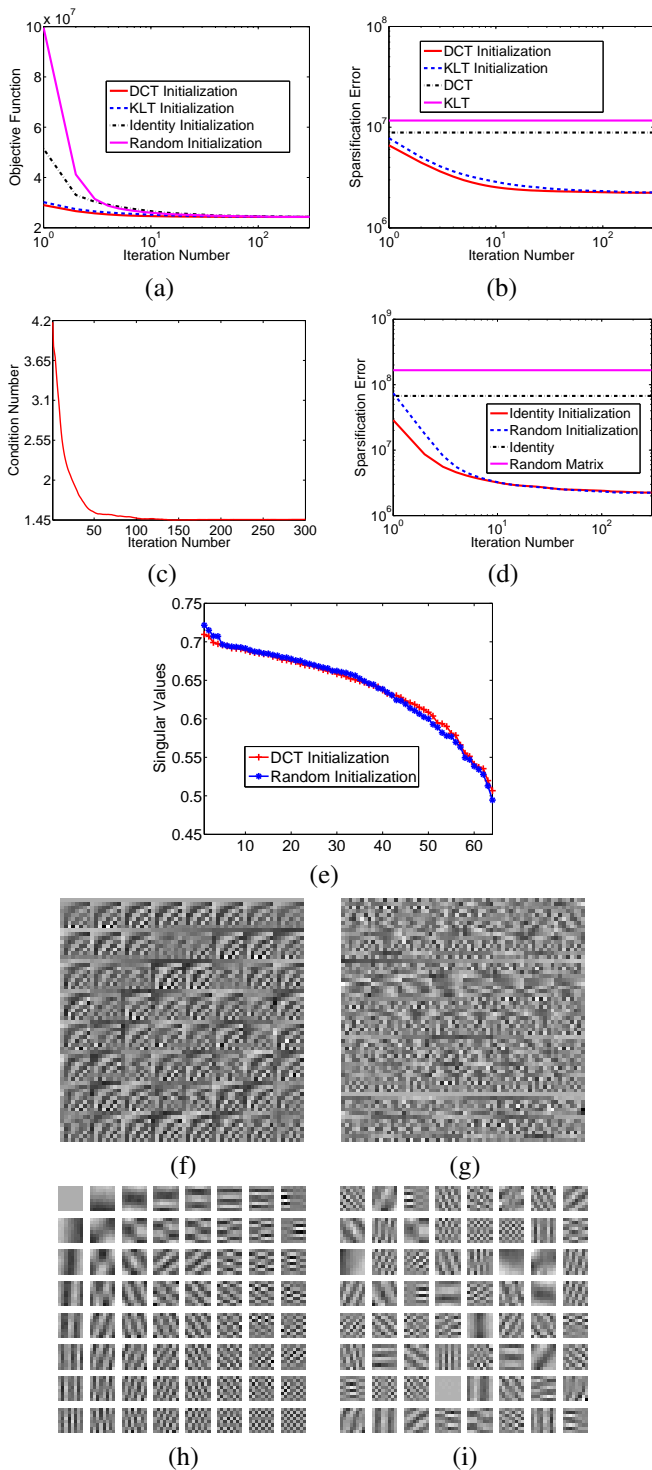 x 10^7
10
8
6
4
2
10^0
10^1
10^2
Objective Function
Iteration Number
DCT Initialization
KLT Initialization
Identity Initialization
Random Initialization
(a)
10^8
10^7
10^6
10^0
10^1
10^2
Sparsification Error
Iteration Number
DCT Initialization
KLT Initialization
DCT
KLT
(b)
4.2
3.65
3.1
2.55
2
1.45
50
100
150
200
250
300
Condition Number
Iteration Number
(c)
10^9
10^8
10^7
10^6
10^0
10^1
10^2
Sparsification Error
Iteration Number
Identity Initialization
Random Initialization
Identity
Random Matrix
(d)
0.75
0.7
0.65
0.6
0.55
0.5
0.45
10
20
30
40
50
60
Singular Values
DCT Initialization
Random Initialization
(e)
(f)
(g)
(h)
(i)